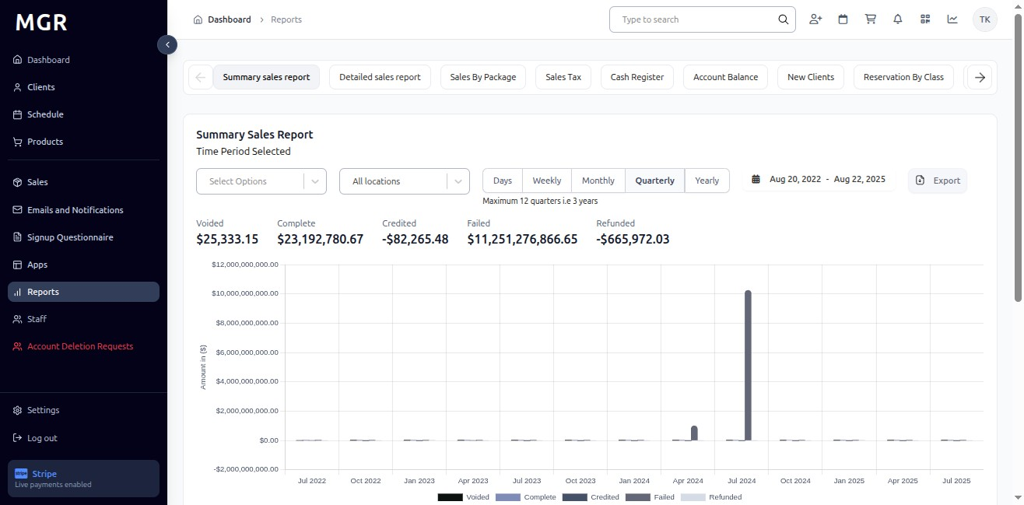 MGR
Dashboard
Clients
Schedule
Products
Sales
Emails and Notifications
Signup Questionnaire
Apps
Reports
Staff
Account Deletion Requests
Settings
Log out
Stripe
Live payments enabled
Dashboard > Reports
Type to search
TK
Summary sales report
Detailed sales report
Sales By Package
Sales Tax
Cash Register
Account Balance
New Clients
Reservation By Class
Summary Sales Report
Time Period Selected
Select Options
All locations
Days Weekly Monthly Quarterly Yearly
Aug 20, 2022 - Aug 22, 2025
Export
Maximum 12 quarters i.e 3 years
Voided Complete Credited Failed Refunded
$25,333.15 $23,192,780.67 -$82,265.48 $11,251,276,866.65 -$665,972.03
$12,000,000,000.00
$10,000,000,000.00
$8,000,000,000.00
$6,000,000,000.00
$4,000,000,000.00
$2,000,000,000.00
$0.00
-$2,000,000,000.00
Amount in ($)
Jul 2022 Oct 2022 Jan 2023 Apr 2023 Jul 2023 Oct 2023 Jan 2024 Apr 2024 Jul 2024 Oct 2024 Jan 2025 Apr 2025 Jul 2025
Voided Complete Credited Failed Refunded